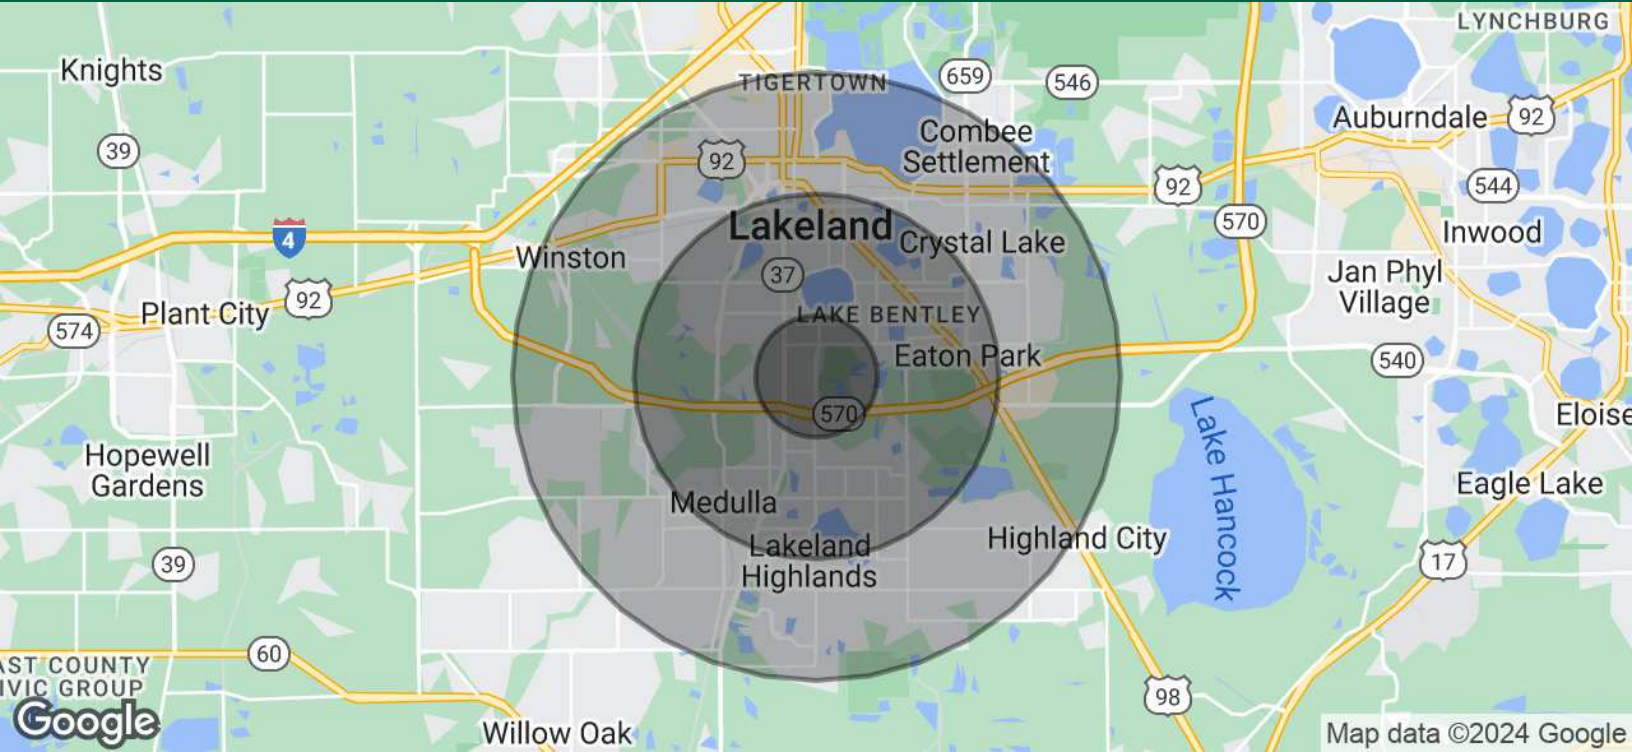 LYNCHBURG
Knights
TIGERTOWN
659
546
Auburndale
92
Combee
Settlement
39
92
92
544
570
Lakeland
Crystal Lake
Inwood
4
Winston
37
Jan Phyl
Village
92
Plant City
574
LAKE BENTLEY
Eaton Park
540
570
Eloise
Lake Hancock
Hopewell
Gardens
Eagle Lake
Medulla
Highland City
Lakeland
Highlands
39
17
60
AST COUNTY
IVIC GROUP
98
Google
Willow Oak
Map data ©2024 Google